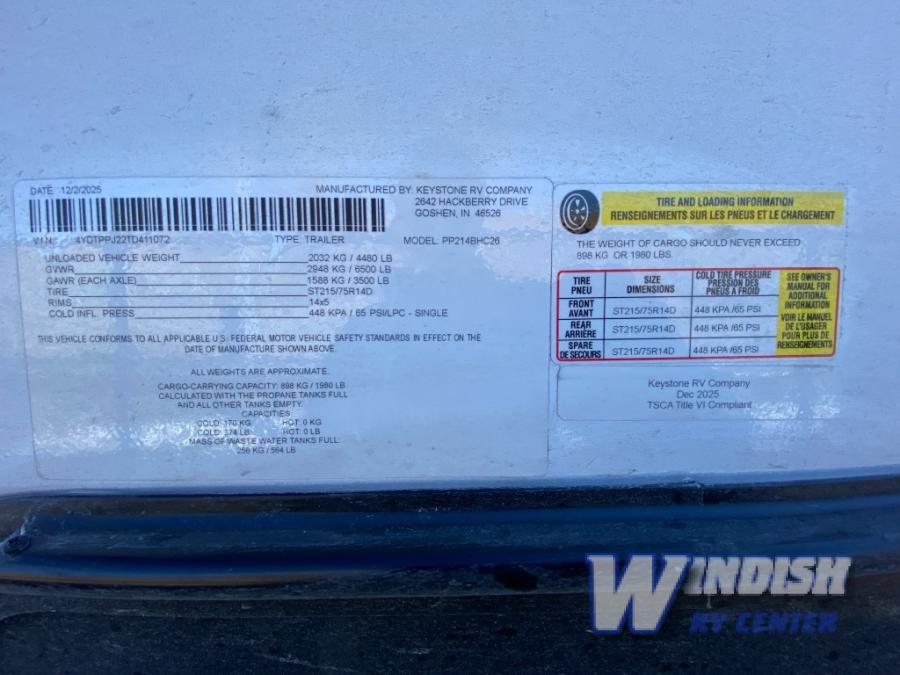 DATE: 12/2/2025 MANUFACTURED BY: KEYSTONE RV COMPANY
2642 HACKBERRY DRIVE
GOSHEN, IN 46526
V.I.N.: 4YDTPPJ22TD411072 TYPE: TRAILER MODEL: PP214BHC26
UNLOADED VEHICLE WEIGHT 2032 KG / 4480 LB
GVWR 2948 KG / 6500 LB
GAWR (EACH AXLE) 1588 KG / 3500 LB
TIRE ST215/75R14D
RIMS 14x5
COLD INFL. PRESS 448 KPA / 65 PSI/LPC - SINGLE
THIS VEHICLE CONFORMS TO ALL APPLICABLE U.S. FEDERAL MOTOR VEHICLE SAFETY STANDARDS IN EFFECT ON THE
DATE OF MANUFACTURE SHOWN ABOVE.
ALL WEIGHTS ARE APPROXIMATE.
CARGO-CARRYING CAPACITY: 898 KG / 1980 LB
CALCULATED WITH THE PROPANE TANKS FULL
AND ALL OTHER TANKS EMPTY.
CAPACITIES
COLD: 170 KG HOT: 0 KG
COLD: 374 LB HOT: 0 LB
MASS OF WASTE WATER TANKS FULL:
256 KG / 564 LB
TIRE AND LOADING INFORMATION
RENSEIGNEMENTS SUR LES PNEUS ET LE CHARGEMENT
THE WEIGHT OF CARGO SHOULD NEVER EXCEED
898 KG OR 1980 LBS.
TIRE
PNEU
SIZE
DIMENSIONS
COLD TIRE PRESSURE
PRESSION DES
PNEUS A FROID
FRONT
AVANT
ST215/75R14D 448 KPA /65 PSI
REAR
ARRIÈRE
ST215/75R14D 448 KPA /65 PSI
SPARE
DE SECOURS
ST215/75R14D 448 KPA /65 PSI
SEE OWNER'S
MANUAL FOR
ADDITIONAL
INFORMATION
VOIR LE MANUEL
DE L'USAGER
POUR PLUS DE
RENSEIGNEMENTS
Keystone RV Company
Dec 2025
TSCA Title VI Compliant
WINDISH
RV CENTER